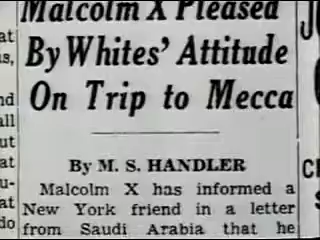 Malcolm X Pleased
By Whites' Attitude
On Trip to Mecca
By M. S. HANDLER
Malcolm X has informed a
New York friend in a letter
from Saudi Arabia that he